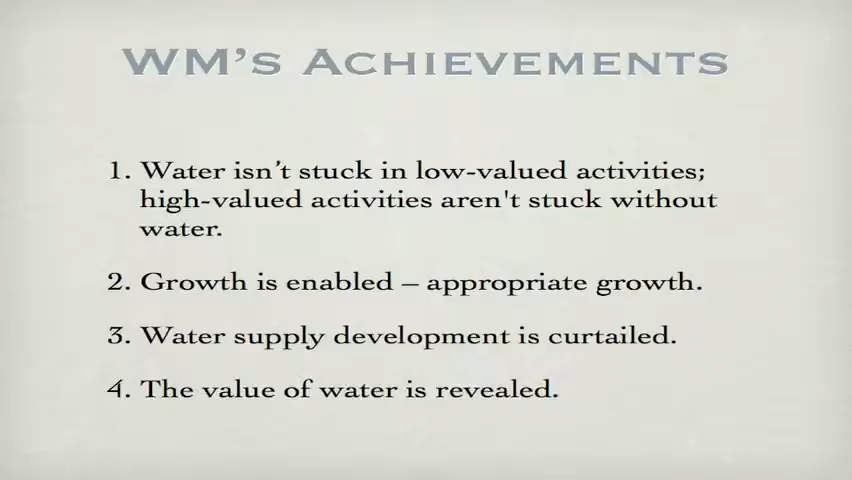 WM’s Achievements
1. Water isn’t stuck in low-valued activities;
high-valued activities aren't stuck without
water.
2. Growth is enabled – appropriate growth.
3. Water supply development is curtailed.
4. The value of water is revealed.